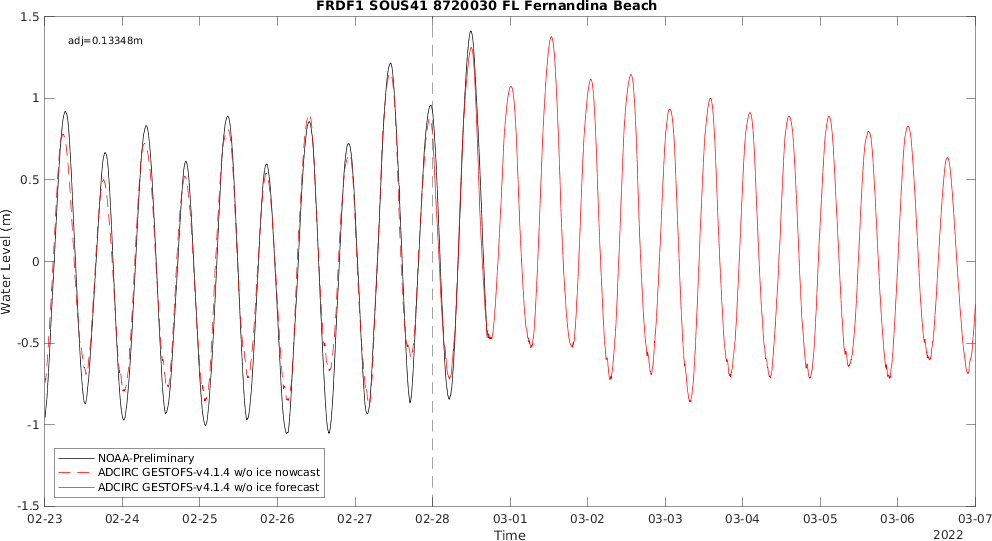 FRDF1 SOUS41 8720030 FL Fernandina Beach
adj=0.13348m
1.5
1
0.5
0
-0.5
-1
-1.5
Water Level (m)
NOAA-Preliminary
ADCIRC GESTOFS-v4.1.4 w/o ice nowcast
ADCIRC GESTOFS-v4.1.4 w/o ice forecast
02-23 02-24 02-25 02-26 02-27 02-28 03-01 03-02 03-03 03-04 03-05 03-06 03-07
Time
2022